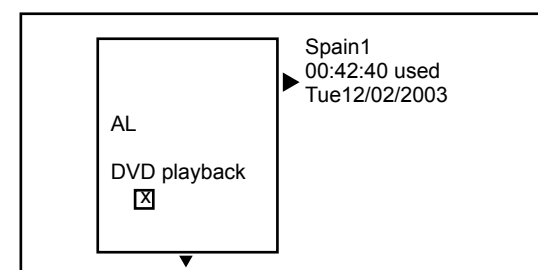 Spain1
00:42:40 used
Tue12/02/2003
AL
DVD playback
x